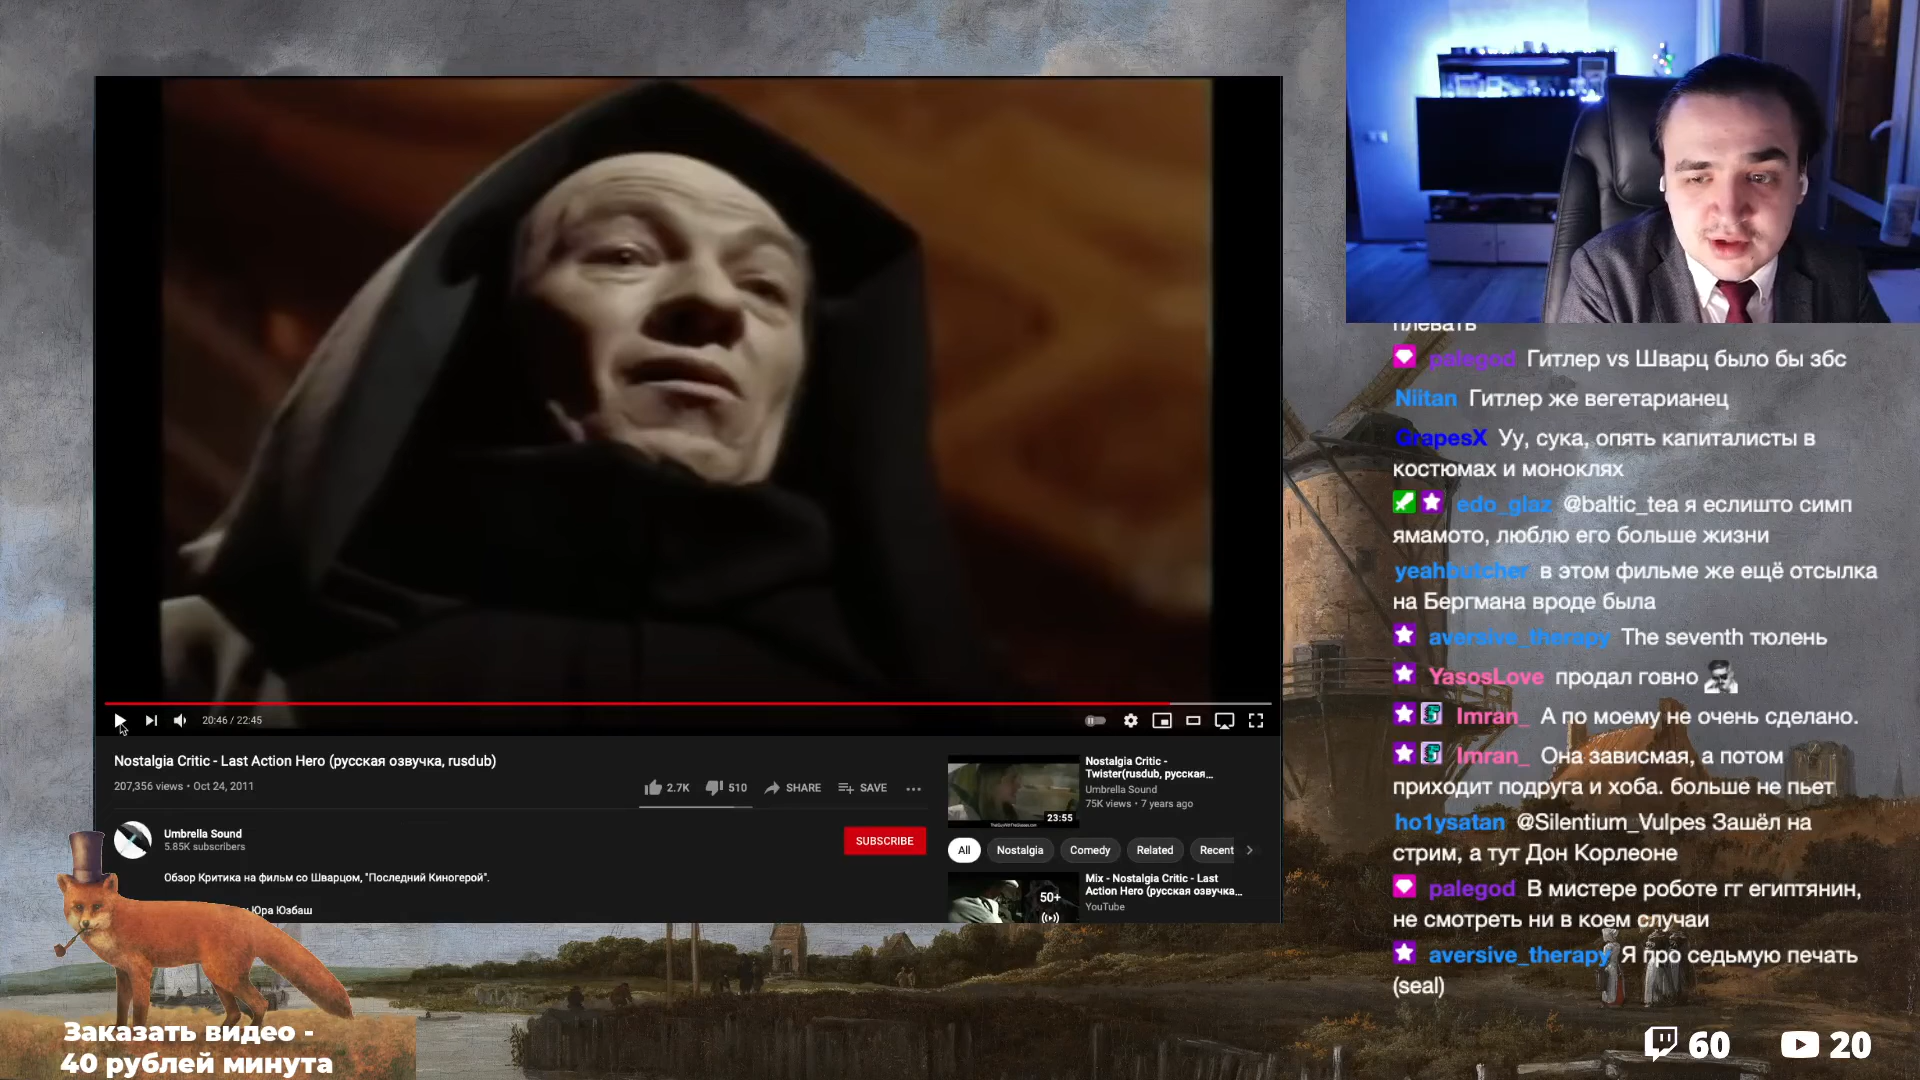 плевать
palegod Гитлер vs Шварц было бы збс
Niitan Гитлер же вегетарианец
GrapesX Уу, сука, опять капиталисты в
костюмах и моноклях
edo_glaz @baltic_tea я еслишто симп
ямамото, люблю его больше жизни
yeahbutcher в этом фильме же ещё отсылка
на Бергмана вроде была
aversive_therapy The seventh тюлень
YasosLove продал говно
Imran_ А по моему не очень сделано.
Imran_ Она зависмая, а потом
приходит подруга и хоба. больше не пьет
ho1ysatan @Silentium_Vulpes Зашёл на
стрим, а тут Дон Корлеоне
palegod В мистере роботе гг египтянин,
не смотреть ни в коем случаи
aversive_therapy Я про седьмую печать
(seal)
20:46 / 22:45
Nostalgia Critic - Last Action Hero (русская озвучка, rusdub)
207,356 views • Oct 24, 2011
2.7K
510
SHARE
SAVE
Umbrella Sound
5.85K subscribers
SUBSCRIBE
Обзор Критика на фильм со Шварцом, "Последний Киногерой".
Юра Юзбаш
Nostalgia Critic -
Twister(rusdub, русская...
Umbrella Sound
75K views • 7 years ago
23:55
All
Nostalgia
Comedy
Related
Recent
Mix - Nostalgia Critic - Last
Action Hero (русская озвучка...
YouTube
50+
Заказать видео -
40 рублей минута
60
20